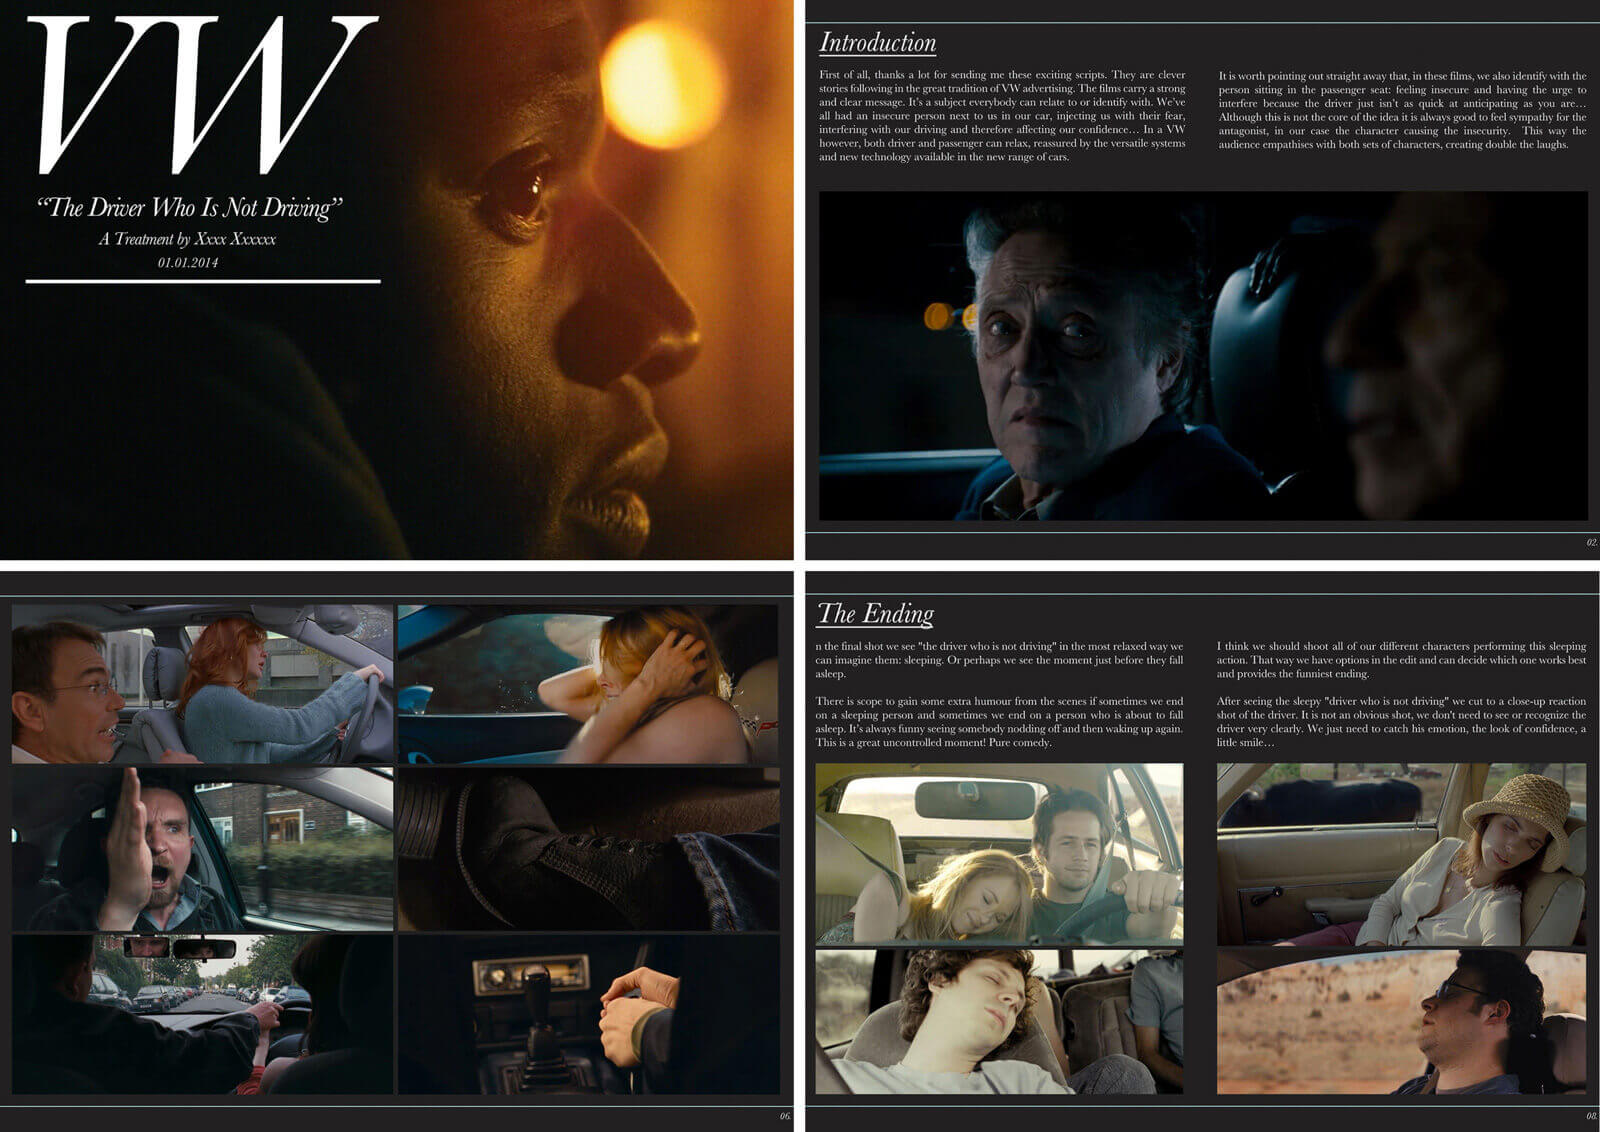 VW
“The Driver Who Is Not Driving”
A Treatment by Xxxx Xxxxxx
01.01.2014
Introduction
First of all, thanks a lot for sending me these exciting scripts. They are clever
stories following in the great tradition of VW advertising. The films carry a strong
and clear message. It’s a subject everybody can relate to or identify with. We’ve
all had an insecure person next to us in our car, injecting us with their fear,
interfering with our driving and therefore affecting our confidence… In a VW
however, both driver and passenger can relax, reassured by the versatile systems
and new technology available in the new range of cars.
It is worth pointing out straight away that, in these films, we also identify with the
person sitting in the passenger seat: feeling insecure and having the urge to
interfere because the driver just isn’t as quick at anticipating as you are…
Although this is not the core of the idea it is always good to feel sympathy for the
antagonist, in our case the character causing the insecurity. This way the
audience empathises with both sets of characters, creating double the laughs.
02.
06.
The Ending
n the final shot we see "the driver who is not driving" in the most relaxed way we
can imagine them: sleeping. Or perhaps we see the moment just before they fall
asleep.
There is scope to gain some extra humour from the scenes if sometimes we end
on a sleeping person and sometimes we end on a person who is about to fall
asleep. It’s always funny seeing somebody nodding off and then waking up again.
This is a great uncontrolled moment! Pure comedy.
I think we should shoot all of our different characters performing this sleeping
action. That way we have options in the edit and can decide which one works best
and provides the funniest ending.
After seeing the sleepy "driver who is not driving" we cut to a close-up reaction
shot of the driver. It is not an obvious shot, we don't need to see or recognize the
driver very clearly. We just need to catch his emotion, the look of confidence, a
little smile…
08.